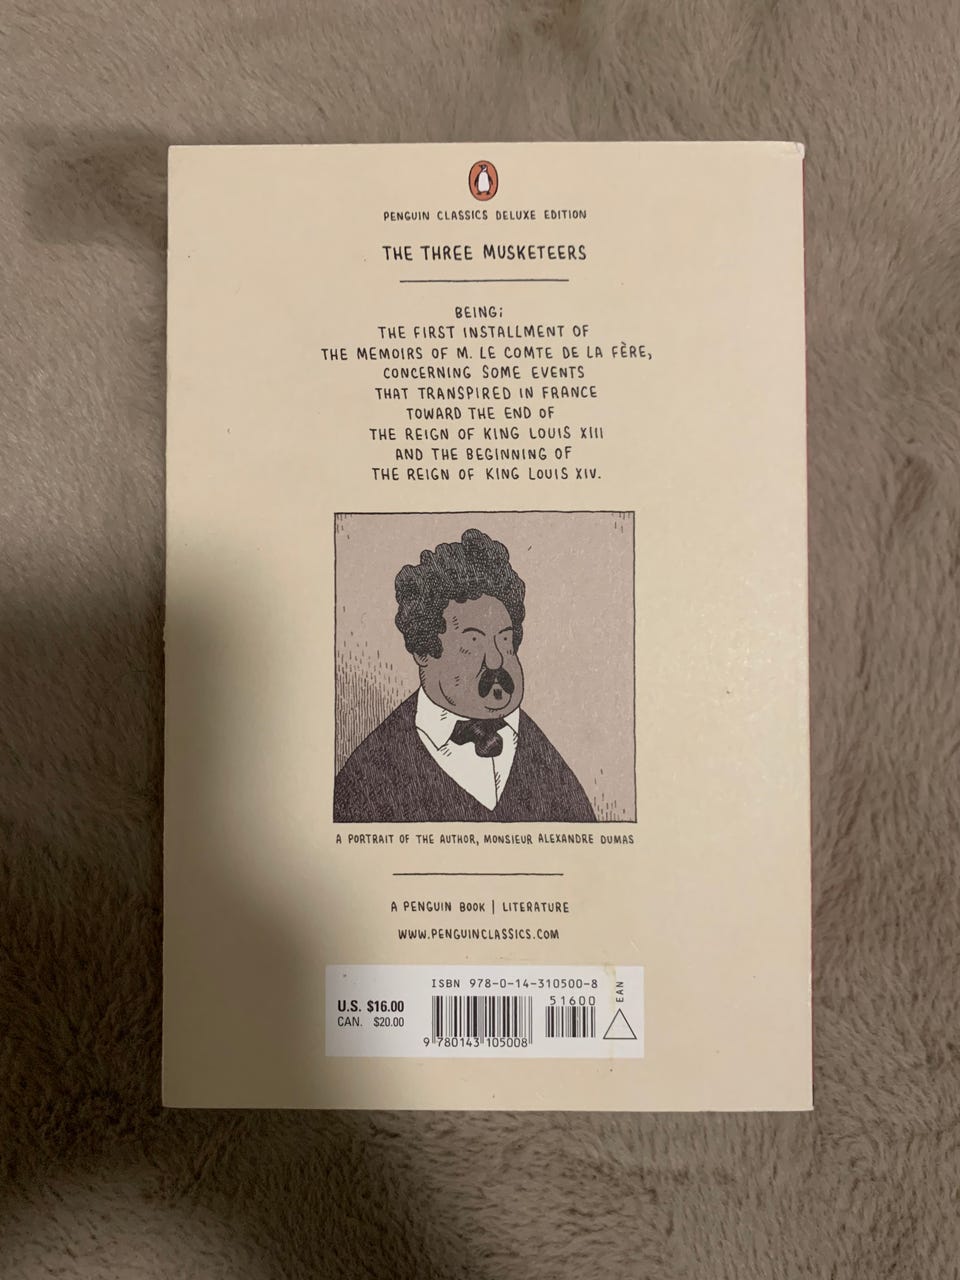 PENGUIN CLASSICS DELUXE EDITION
THE THREE MUSKETEERS
BEING;
THE FIRST INSTALLMENT OF
THE MEMOIRS OF M. LE COMTE DE LA FÈRE,
CONCERNING SOME EVENTS
THAT TRANSPIRED IN FRANCE
TOWARD THE END OF
THE REIGN OF KING LOUIS XIII
AND THE BEGINNING OF
THE REIGN OF KING LOUIS XIV.
A PORTRAIT OF THE AUTHOR, MONSIEUR ALEXANDRE DUMAS
A PENGUIN BOOK | LITERATURE
WWW.PENGUINCLASSICS.COM
ISBN 978-0-14-310500-8
U.S. $16.00
CAN. $20.00
51600
EAN
9 780143 105008